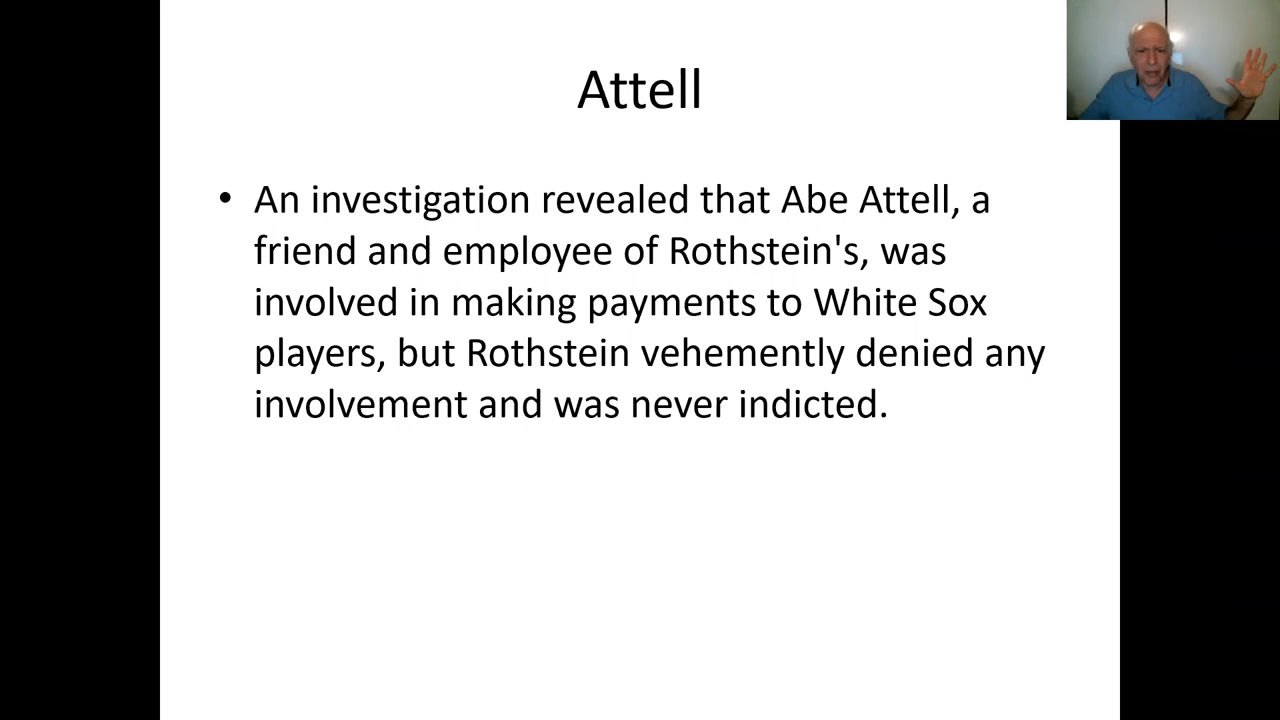 Attell
• An investigation revealed that Abe Attell, a
friend and employee of Rothstein's, was
involved in making payments to White Sox
players, but Rothstein vehemently denied any
involvement and was never indicted.